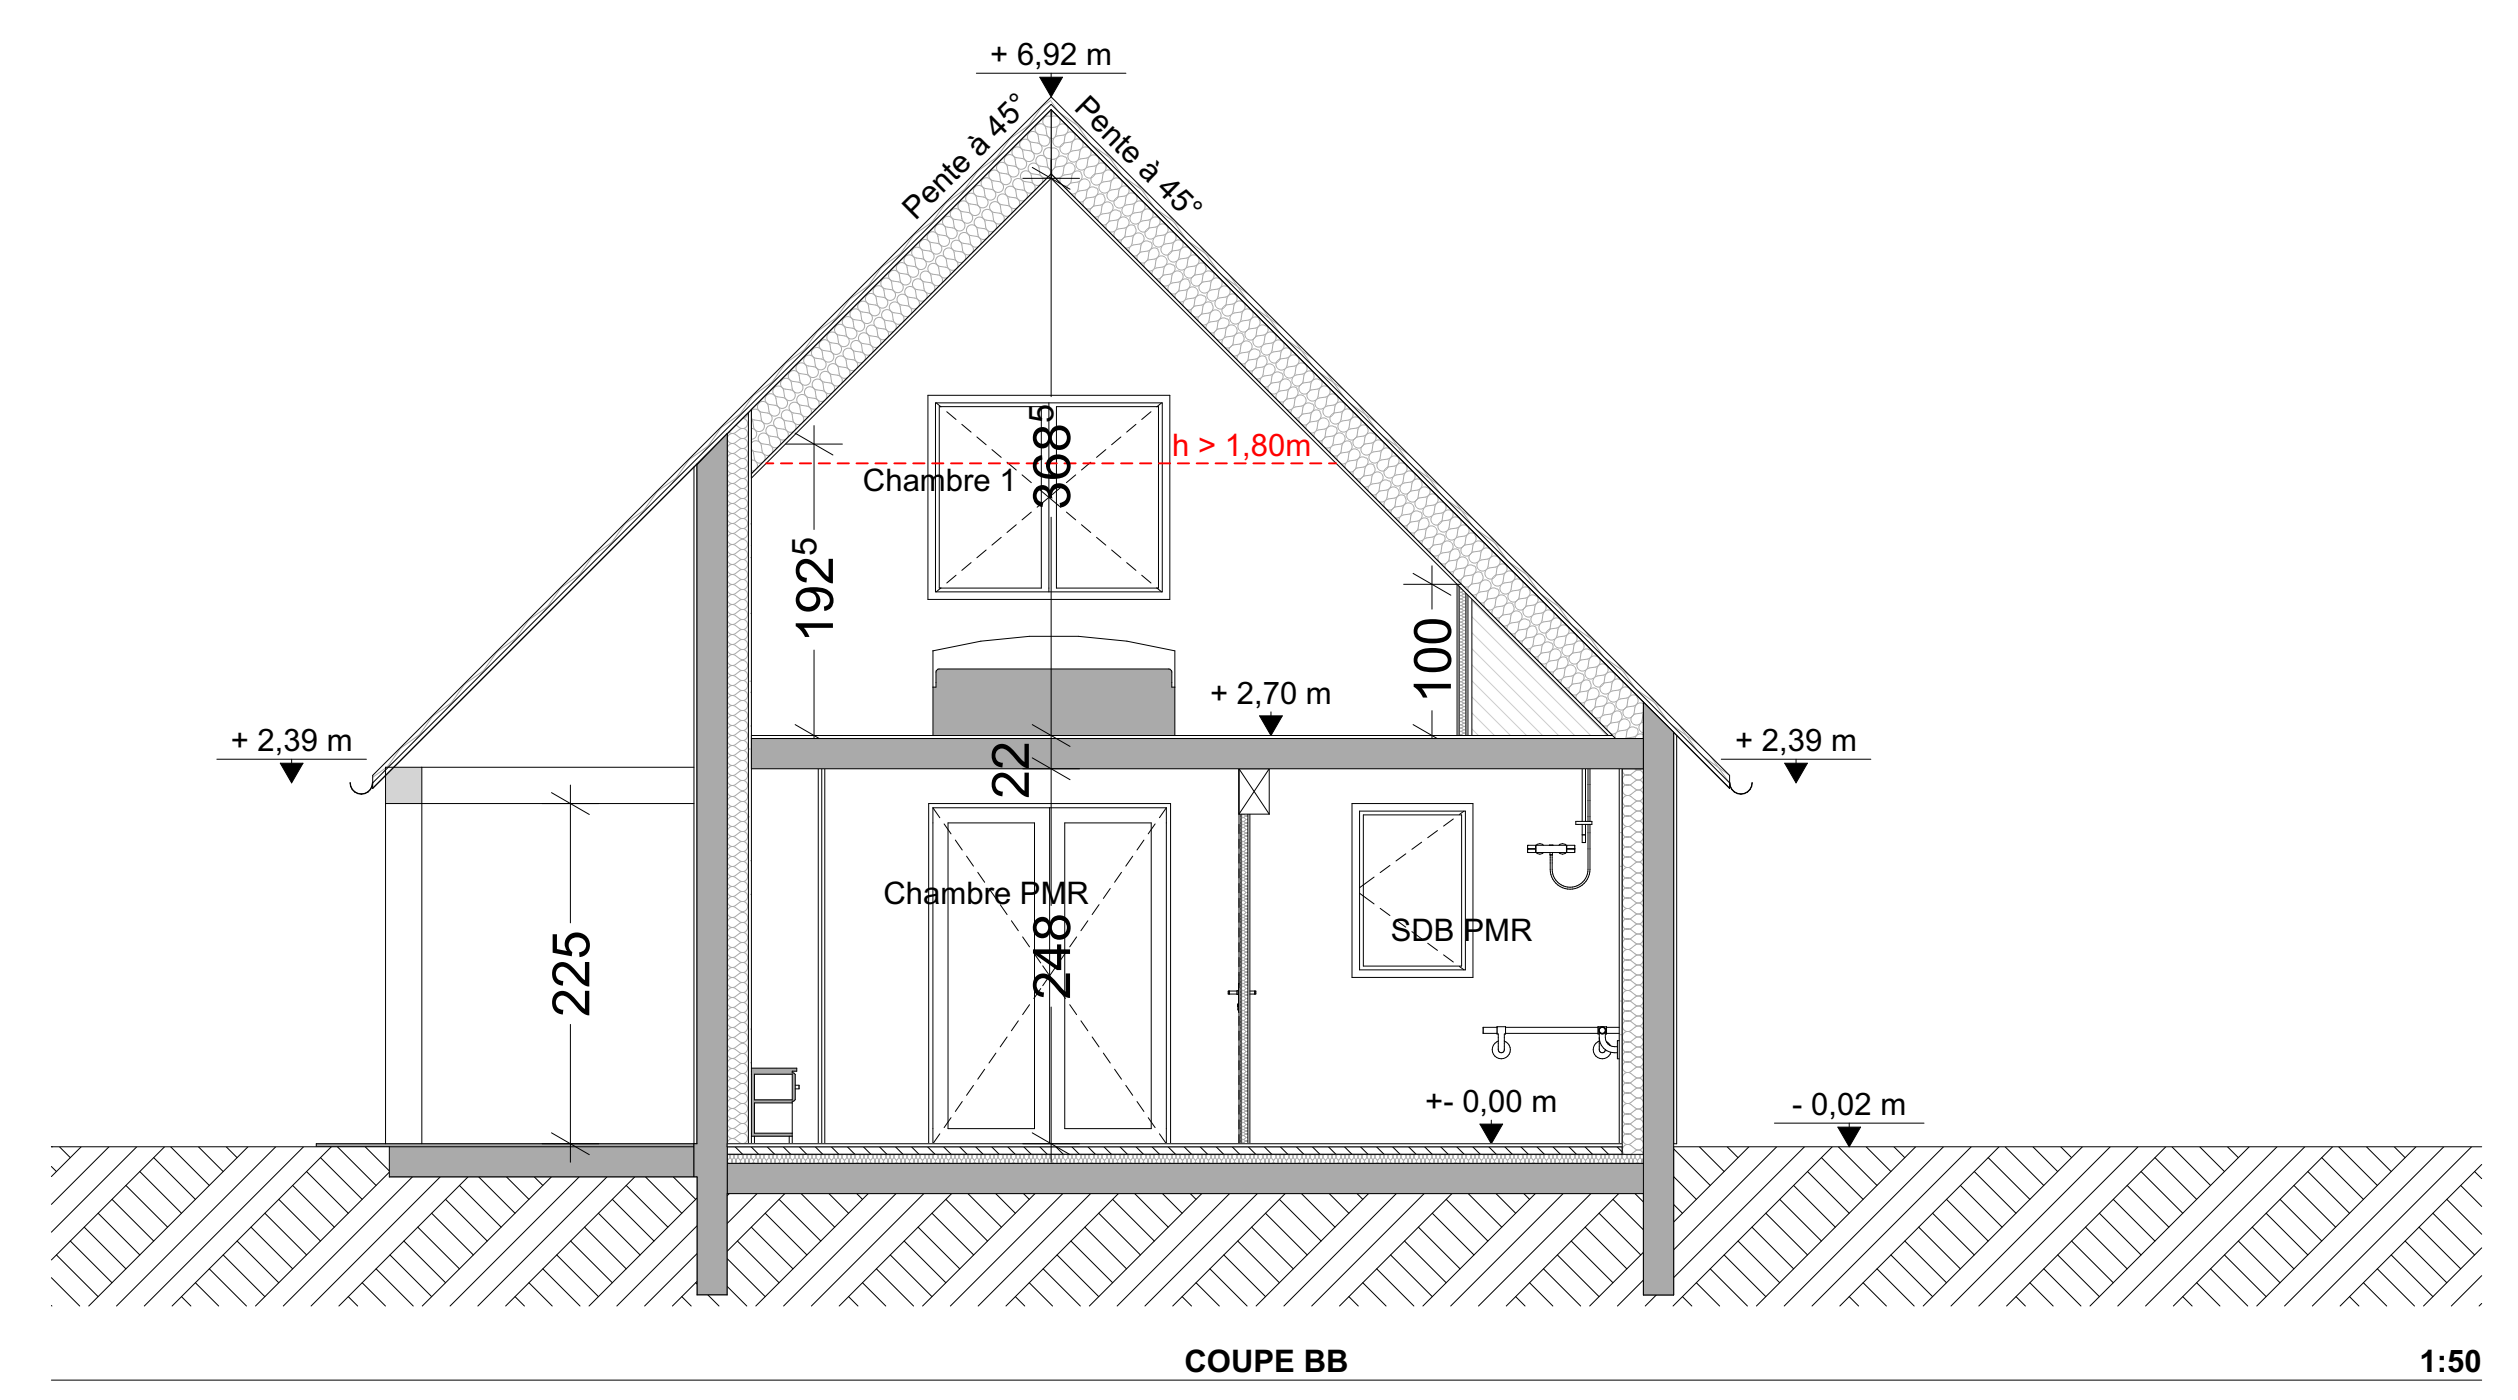 + 6,92 m
Pente à 45°
Pente à 45°
h > 1,80m
Chambre 1
368⁵
192⁵
100
+ 2,70 m
+ 2,39 m
+ 2,39 m
22
Chambre PMR
SDB PMR
248
225
+- 0,00 m
- 0,02 m
COUPE BB
1:50